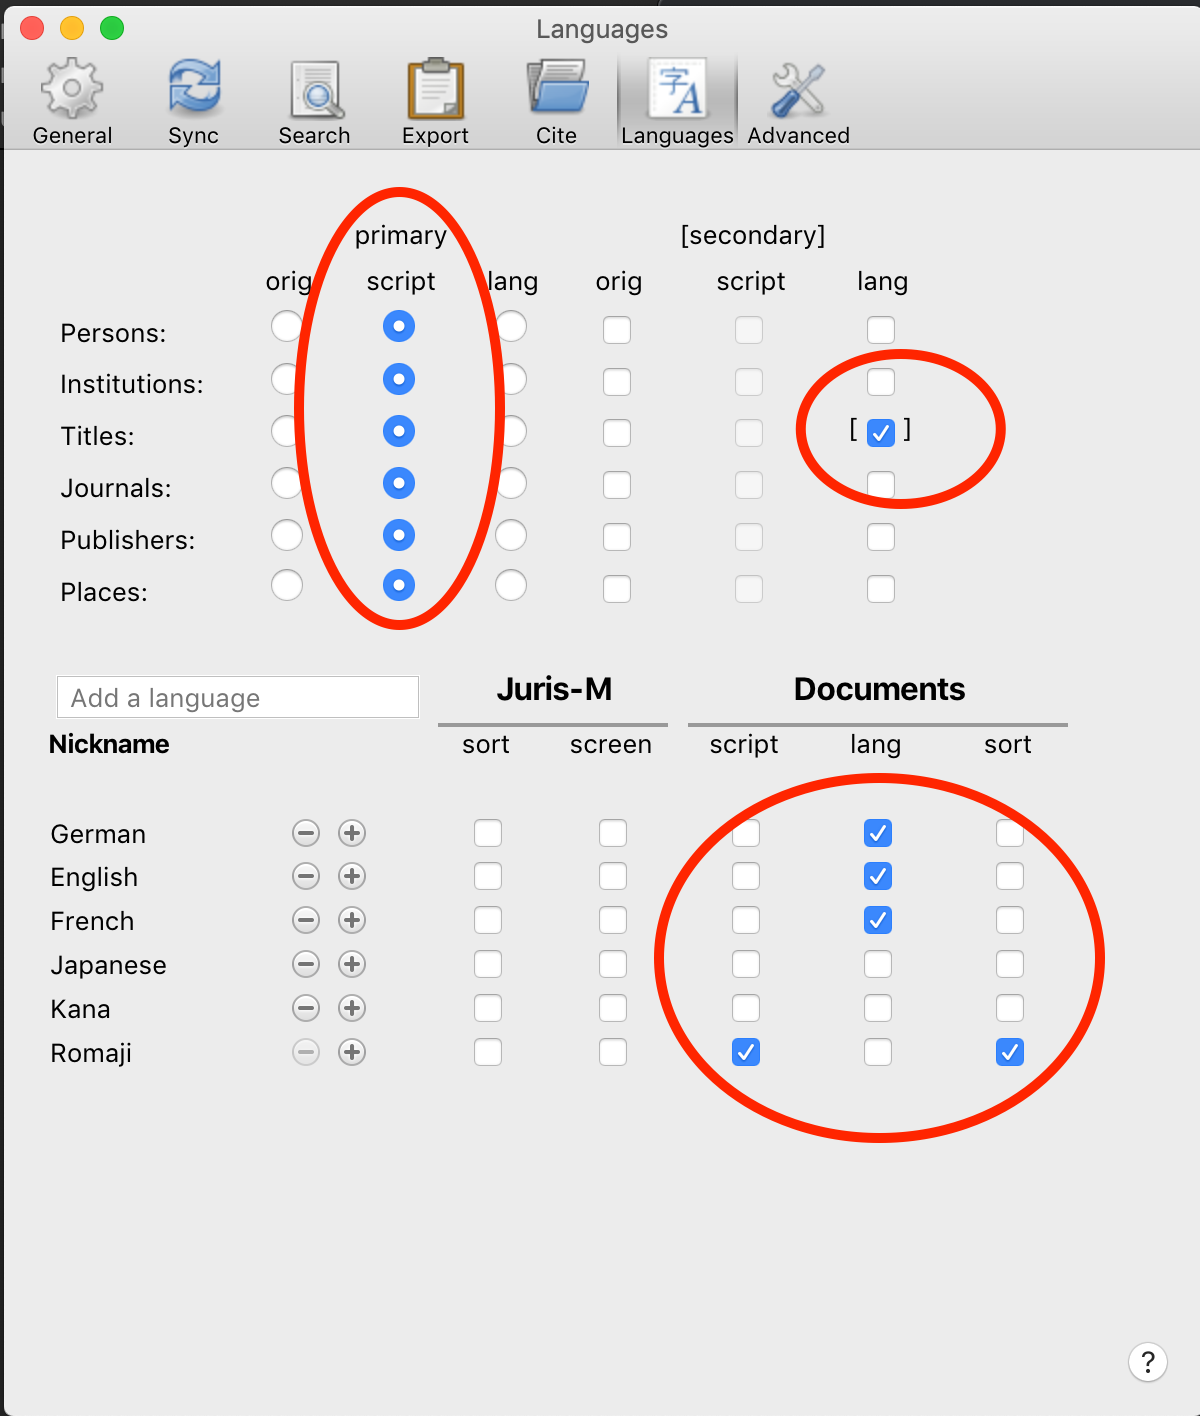 Languages
General Sync Search Export Cite Languages Advanced
primary [secondary]
orig script lang orig script lang
Persons:
Institutions:
Titles: [ ]
Journals:
Publishers:
Places:
Add a language Juris-M Documents
Nickname sort screen script lang sort
German
English
French
Japanese
Kana
Romaji
?